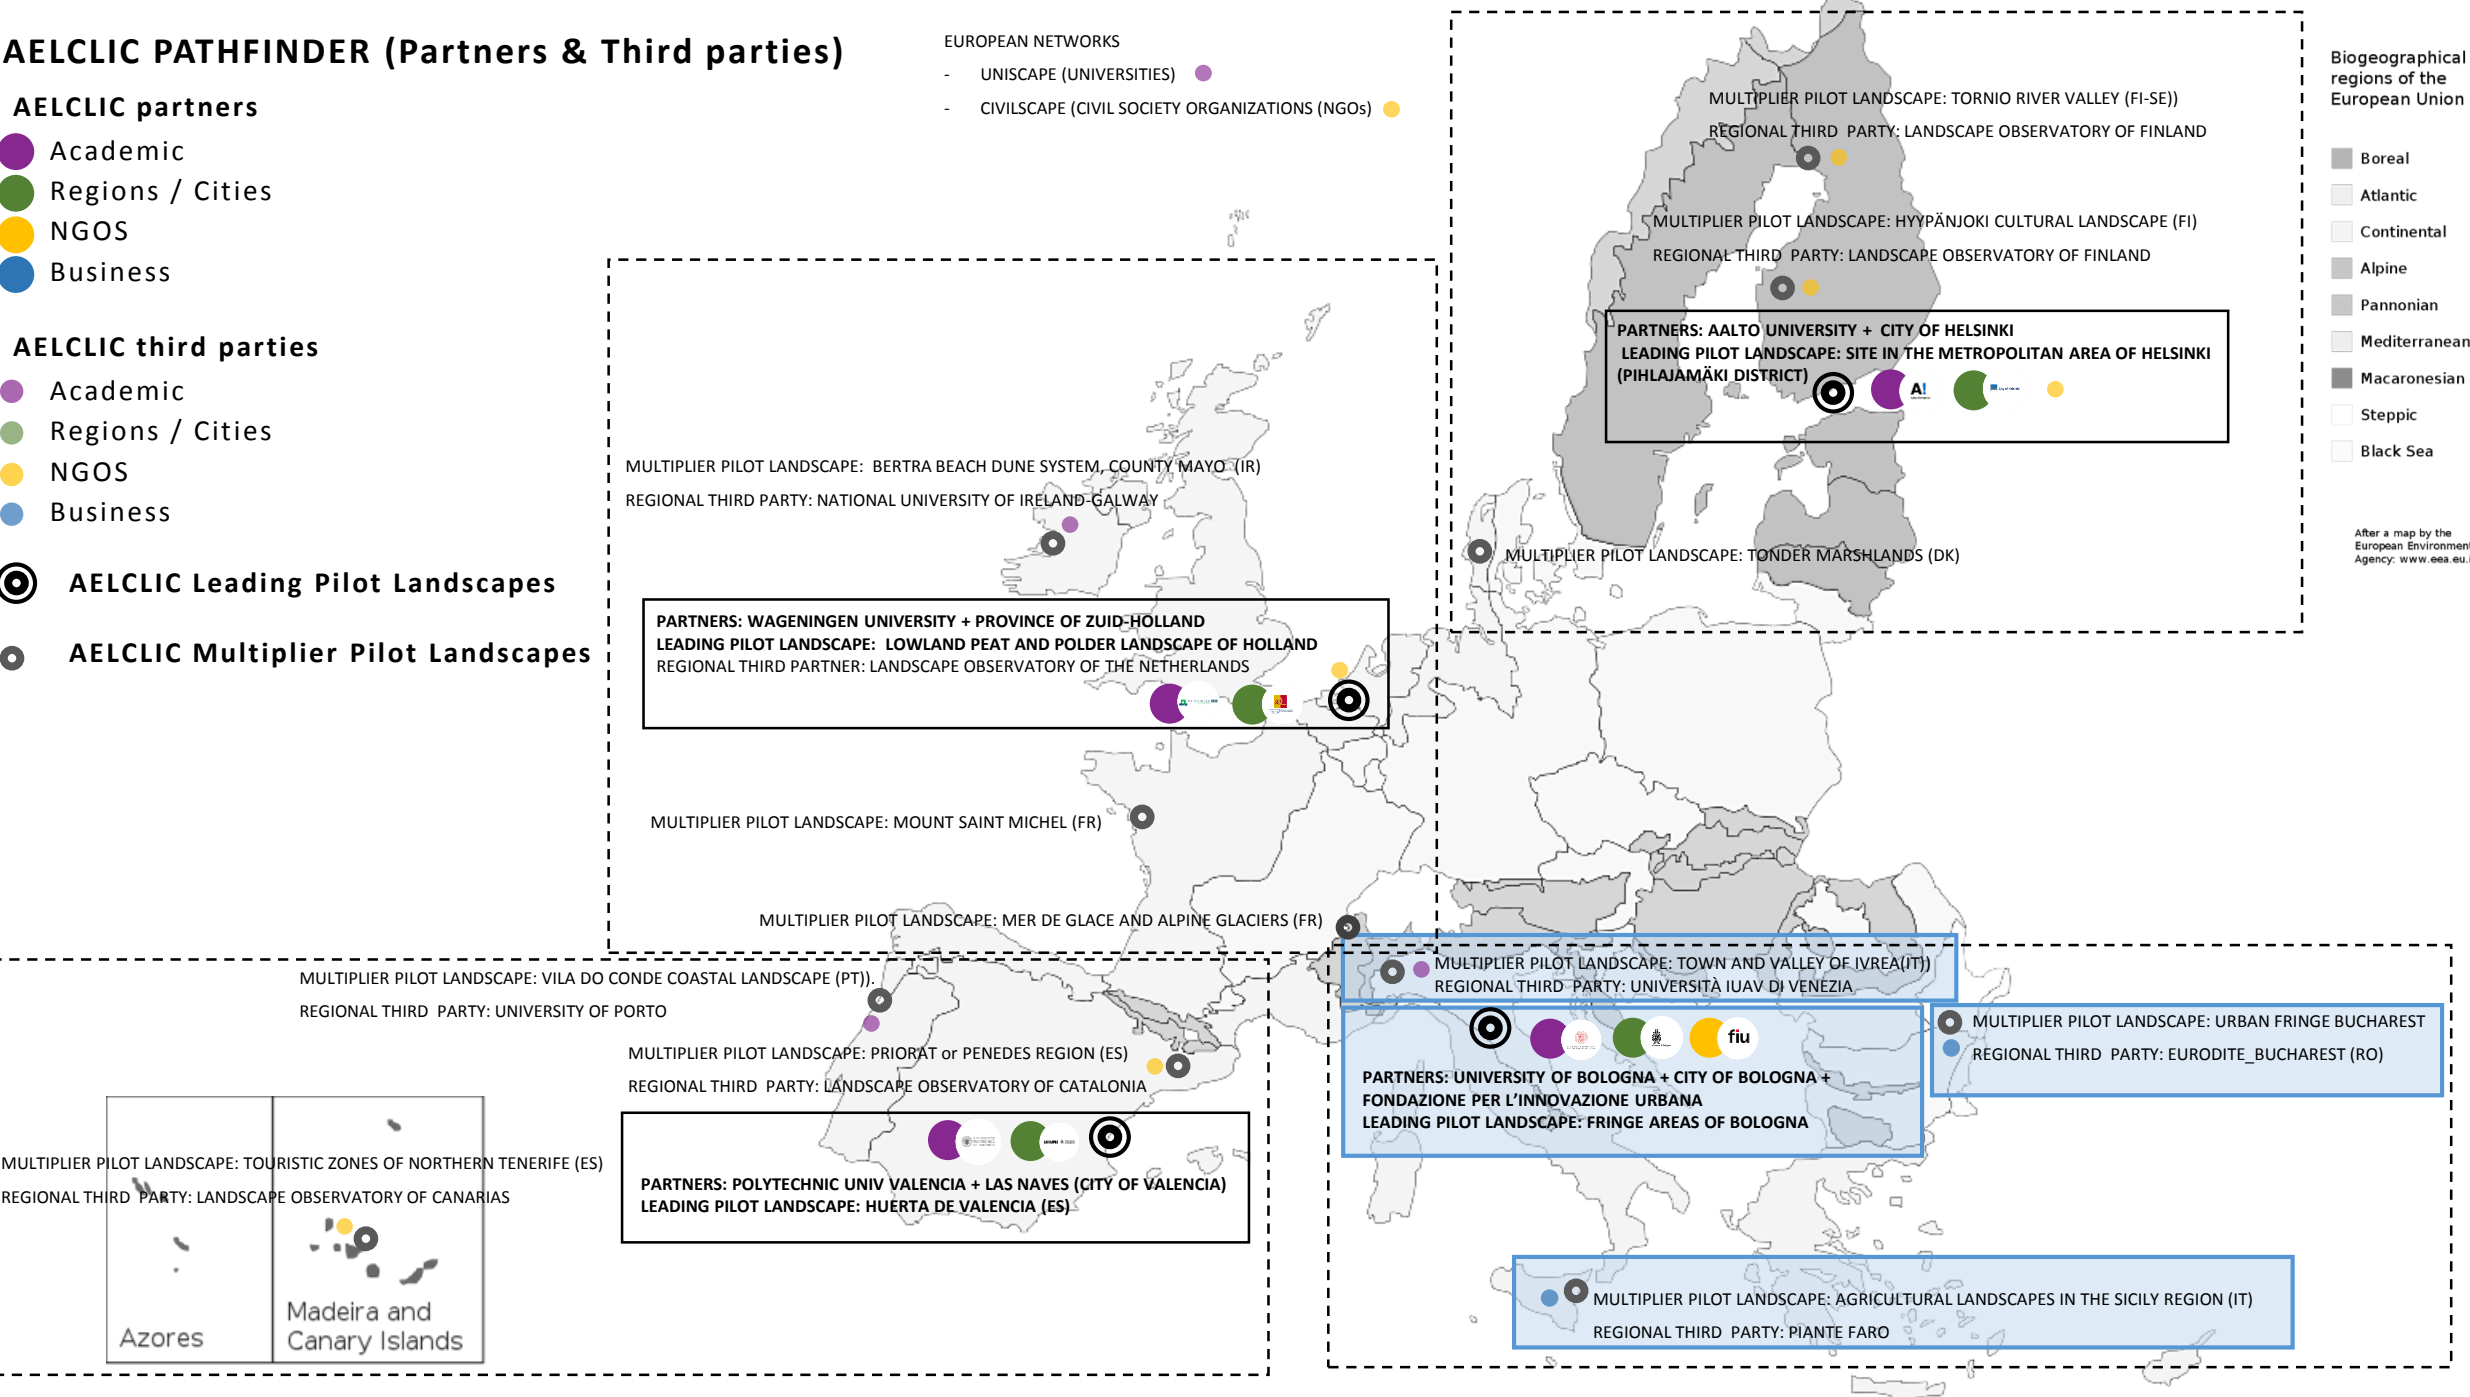 AELCLIC PATHFINDER (Partners & Third parties)
AELCLIC partners
Academic
Regions / Cities
NGOS
Business
AELCLIC third parties
Academic
Regions / Cities
NGOS
Business
AELCLIC Leading Pilot Landscapes
AELCLIC Multiplier Pilot Landscapes
EUROPEAN NETWORKS
- UNISCAPE (UNIVERSITIES)
- CIVILSCAPE (CIVIL SOCIETY ORGANIZATIONS (NGOs)
MULTIPLIER PILOT LANDSCAPE: TORNIO RIVER VALLEY (FI-SE))
REGIONAL THIRD PARTY: LANDSCAPE OBSERVATORY OF FINLAND
MULTIPLIER PILOT LANDSCAPE: HYYPÄNJOKI CULTURAL LANDSCAPE (FI)
REGIONAL THIRD PARTY: LANDSCAPE OBSERVATORY OF FINLAND
PARTNERS: AALTO UNIVERSITY + CITY OF HELSINKI
LEADING PILOT LANDSCAPE: SITE IN THE METROPOLITAN AREA OF HELSINKI
(PIHLAJAMÄKI DISTRICT)
A!
MULTIPLIER PILOT LANDSCAPE: TONDER MARSHLANDS (DK)
Biogeographical
regions of the
European Union
Boreal
Atlantic
Continental
Alpine
Pannonian
Mediterranean
Macaronesian
Steppic
Black Sea
After a map by the
European Environment
Agency: www.eea.eu.i
MULTIPLIER PILOT LANDSCAPE: BERTRA BEACH DUNE SYSTEM, COUNTY MAYO (IR)
REGIONAL THIRD PARTY: NATIONAL UNIVERSITY OF IRELAND-GALWAY
PARTNERS: WAGENINGEN UNIVERSITY + PROVINCE OF ZUID-HOLLAND
LEADING PILOT LANDSCAPE: LOWLAND PEAT AND POLDER LANDSCAPE OF HOLLAND
REGIONAL THIRD PARTNER: LANDSCAPE OBSERVATORY OF THE NETHERLANDS
MULTIPLIER PILOT LANDSCAPE: MOUNT SAINT MICHEL (FR)
MULTIPLIER PILOT LANDSCAPE: MER DE GLACE AND ALPINE GLACIERS (FR)
MULTIPLIER PILOT LANDSCAPE: VILA DO CONDE COASTAL LANDSCAPE (PT)).
REGIONAL THIRD PARTY: UNIVERSITY OF PORTO
MULTIPLIER PILOT LANDSCAPE: PRIORAT or PENEDES REGION (ES)
REGIONAL THIRD PARTY: LANDSCAPE OBSERVATORY OF CATALONIA
PARTNERS: POLYTECHNIC UNIV VALENCIA + LAS NAVES (CITY OF VALENCIA)
LEADING PILOT LANDSCAPE: HUERTA DE VALENCIA (ES)
MULTIPLIER PILOT LANDSCAPE: TOURISTIC ZONES OF NORTHERN TENERIFE (ES)
REGIONAL THIRD PARTY: LANDSCAPE OBSERVATORY OF CANARIAS
Azores
Madeira and
Canary Islands
MULTIPLIER PILOT LANDSCAPE: TOWN AND VALLEY OF IVREA(IT))
REGIONAL THIRD PARTY: UNIVERSITÀ IUAV DI VENEZIA
fiu
PARTNERS: UNIVERSITY OF BOLOGNA + CITY OF BOLOGNA +
FONDAZIONE PER L'INNOVAZIONE URBANA
LEADING PILOT LANDSCAPE: FRINGE AREAS OF BOLOGNA
MULTIPLIER PILOT LANDSCAPE: URBAN FRINGE BUCHAREST
REGIONAL THIRD PARTY: EURODITE_BUCHAREST (RO)
MULTIPLIER PILOT LANDSCAPE: AGRICULTURAL LANDSCAPES IN THE SICILY REGION (IT)
REGIONAL THIRD PARTY: PIANTE FARO